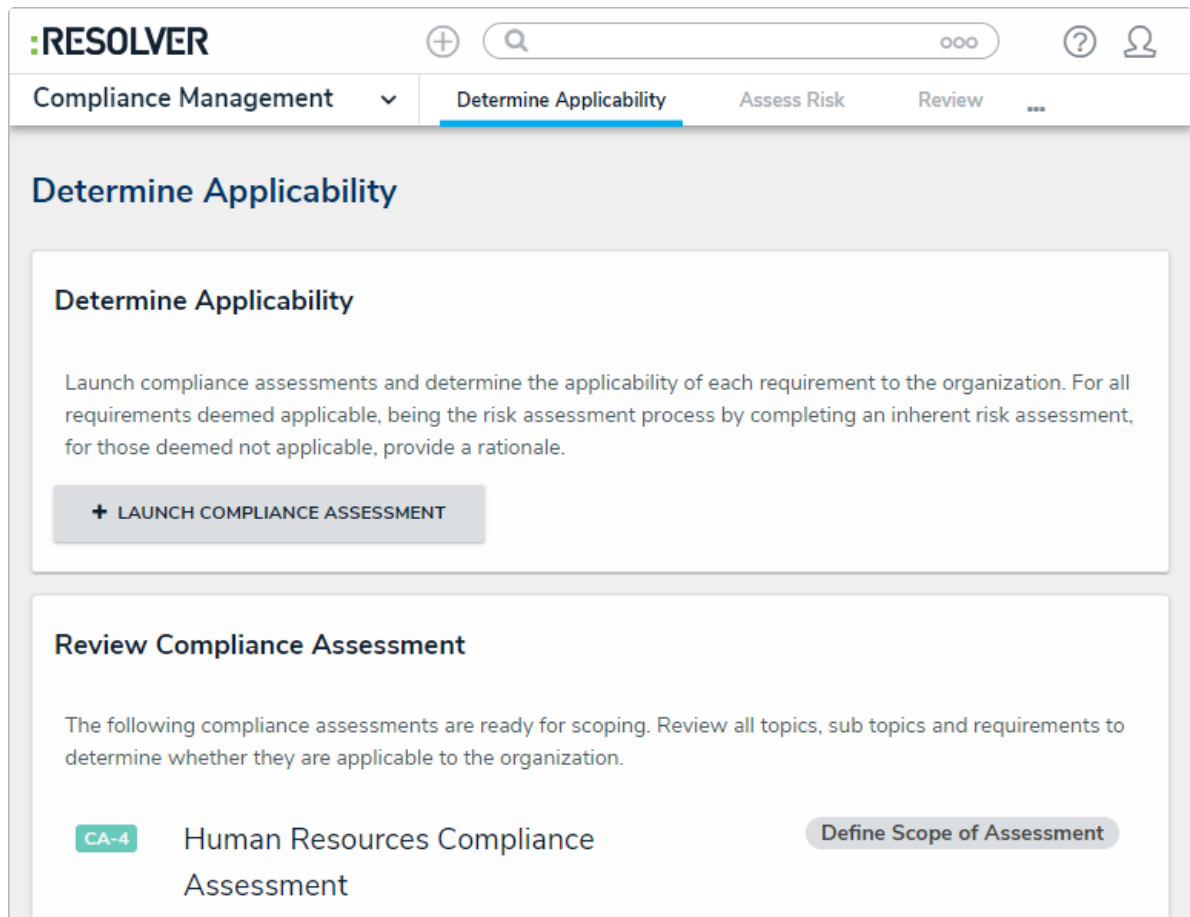 :RESOLVER
ooo
?
Compliance Management
Determine Applicability
Assess Risk
Review
...
Determine Applicability
Determine Applicability
Launch compliance assessments and determine the applicability of each requirement to the organization. For all
requirements deemed applicable, being the risk assessment process by completing an inherent risk assessment,
for those deemed not applicable, provide a rationale.
+ LAUNCH COMPLIANCE ASSESSMENT
Review Compliance Assessment
The following compliance assessments are ready for scoping. Review all topics, sub topics and requirements to
determine whether they are applicable to the organization.
CA-4
Human Resources Compliance
Assessment
Define Scope of Assessment